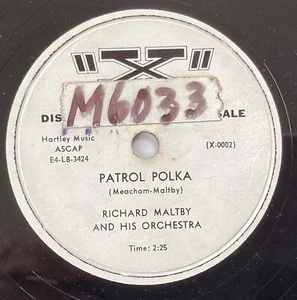 "X"
DIS
SALE
M6033
Hartley Music
ASCAP
E4-LB-3424
(X-0002)
PATROL POLKA
(Meacham-Maltby)
RICHARD MALTBY
AND HIS ORCHESTRA
Time: 2:25